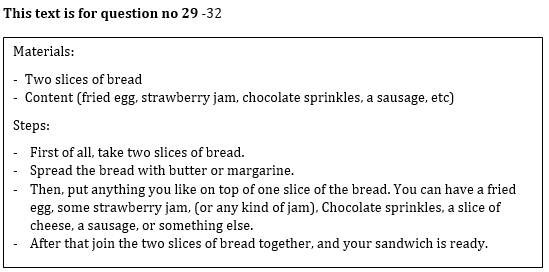 This text is for question no 29 -32
Materials:
- Two slices of bread
- Content (fried egg, strawberry jam, chocolate sprinkles, a sausage, etc)
Steps:
- First of all, take two slices of bread.
- Spread the bread with butter or margarine.
- Then, put anything you like on top of one slice of the bread. You can have a fried
egg, some strawberry jam, (or any kind of jam), Chocolate sprinkles, a slice of
cheese, a sausage, or something else.
- After that join the two slices of bread together, and your sandwich is ready.